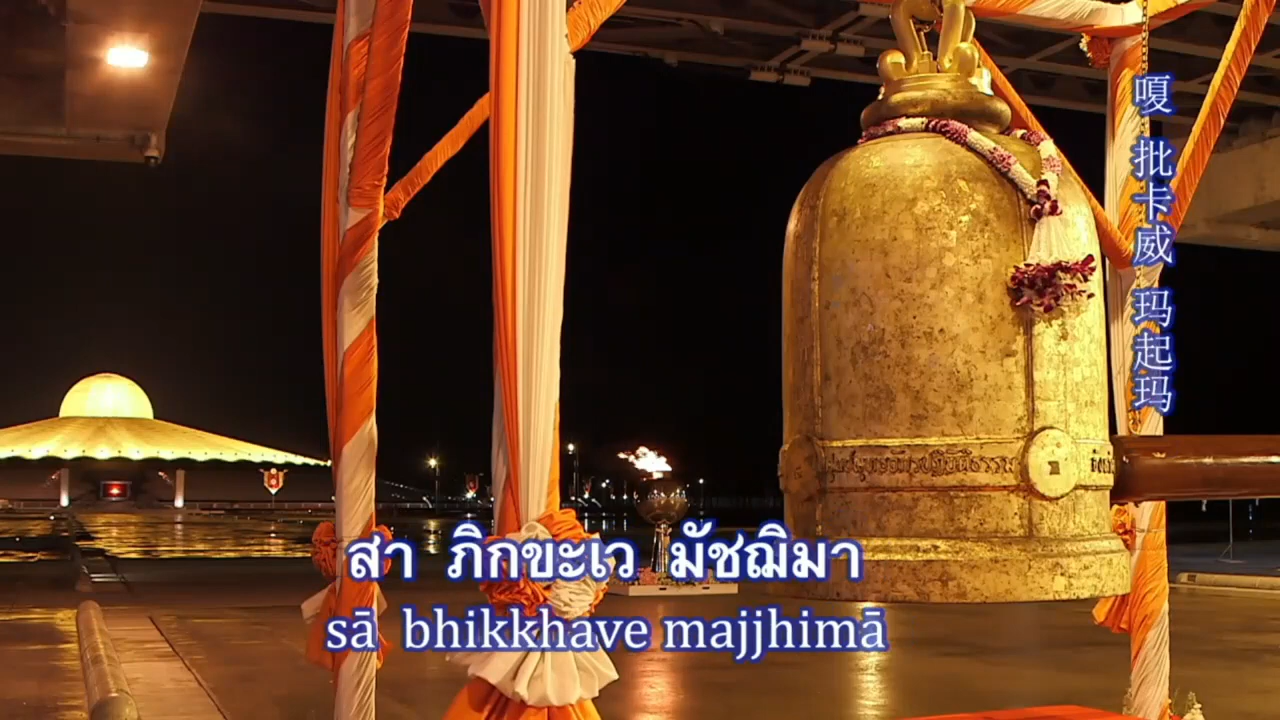 嘎 批卡威 玛起玛
สา ภิกขะเว มัชฌิมา
sā bhikkhave majjhimā